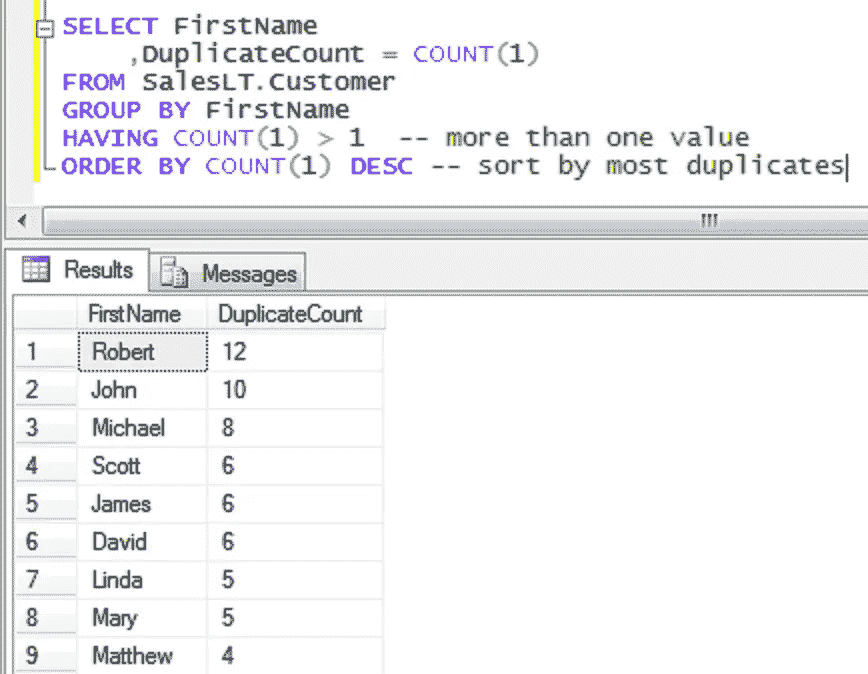 SELECT FirstName
,DuplicateCount = COUNT(1)
FROM SalesLT.Customer
GROUP BY FirstName
HAVING COUNT(1) > 1 -- more than one value
ORDER BY COUNT(1) DESC -- sort by most duplicates
Results Messages
FirstName DuplicateCount
1 Robert 12
2 John 10
3 Michael 8
4 Scott 6
5 James 6
6 David 6
7 Linda 5
8 Mary 5
9 Matthew 4